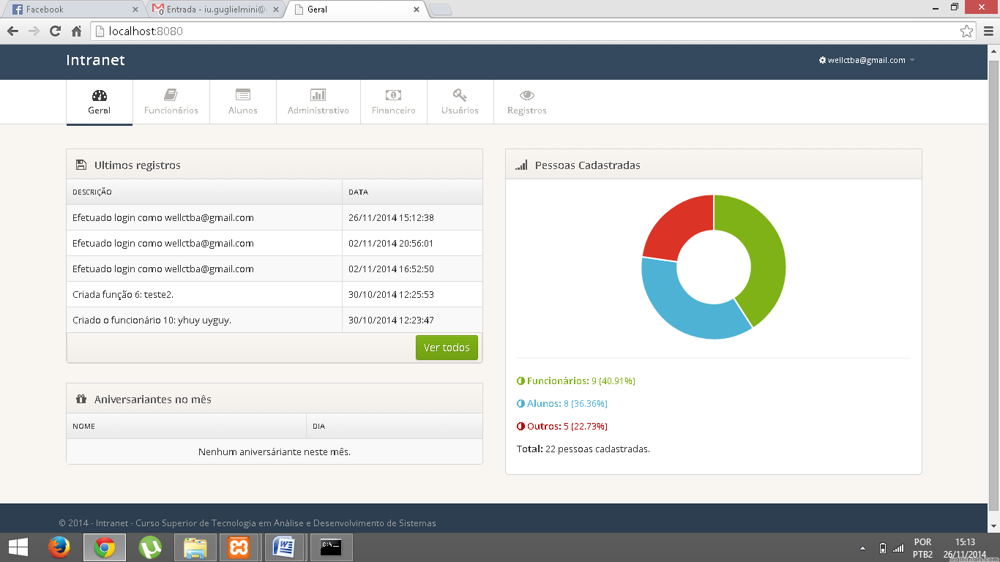 Facebook
Entrada - iu.guglielmini@
Geral
localhost:8080
Intranet
wellctba@gmail.com
Geral
Funcionários
Alunos
Administrativo
Financeiro
Usuários
Registros
Ultimos registros
DESCRIÇÃO DATA
Efetuado login como wellctba@gmail.com 26/11/2014 15:12:38
Efetuado login como wellctba@gmail.com 02/11/2014 20:56:01
Efetuado login como wellctba@gmail.com 02/11/2014 16:52:50
Criada função 6: teste2. 30/10/2014 12:25:53
Criado o funcionário 10: yhuy uyguy. 30/10/2014 12:23:47
Ver todos
Aniversariantes no mês
NOME DIA
Nenhum aniversáriante neste mês.
Pessoas Cadastradas
Funcionários: 9 (40.91%)
Alunos: 8 (36.36%)
Outros: 5 (22.73%)
Total: 22 pessoas cadastradas.
© 2014 - Intranet - Curso Superior de Tecnologia em Análise e Desenvolvimento de Sistemas
C:\
POR 15:13
PTB2 26/11/2014